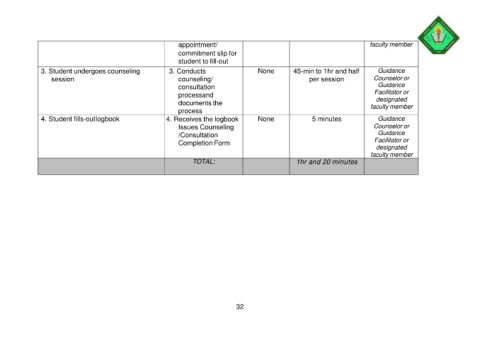 appointment/
commitment slip for
student to fill-out
faculty member
3. Student undergoes counseling
session
3. Conducts
counseling/
consultation
processand
documents the
process
None
45-min to 1hr and half
per session
Guidance
Counselor or
Guidance
Facilitator or
designated
faculty member
4. Student fills-outlogbook
4. Receives the logbook
Issues Counseling
/Consultation
Completion Form
None
5 minutes
Guidance
Counselor or
Guidance
Facilitator or
designated
faculty member
TOTAL:
1hr and 20 minutes
32